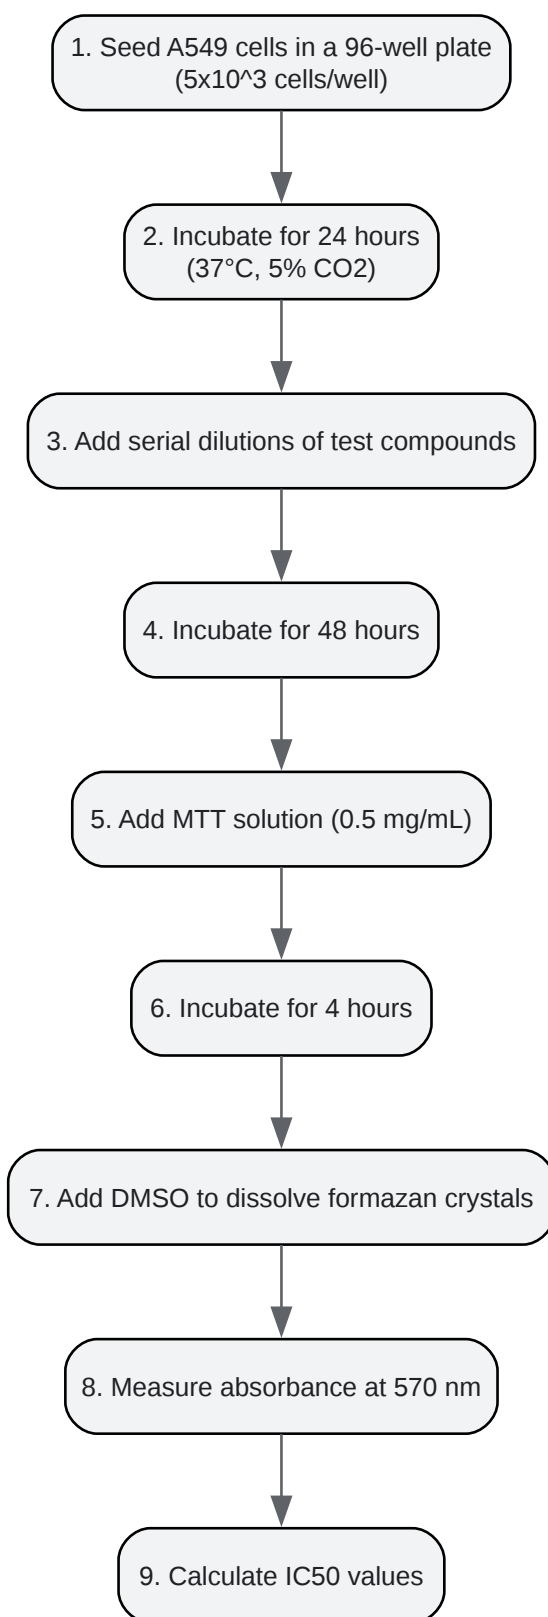 1. Seed A549 cells in a 96-well plate
(5x10^3 cells/well)
2. Incubate for 24 hours
(37°C, 5% CO2)
3. Add serial dilutions of test compounds
4. Incubate for 48 hours
5. Add MTT solution (0.5 mg/mL)
6. Incubate for 4 hours
7. Add DMSO to dissolve formazan crystals
8. Measure absorbance at 570 nm
9. Calculate IC50 values